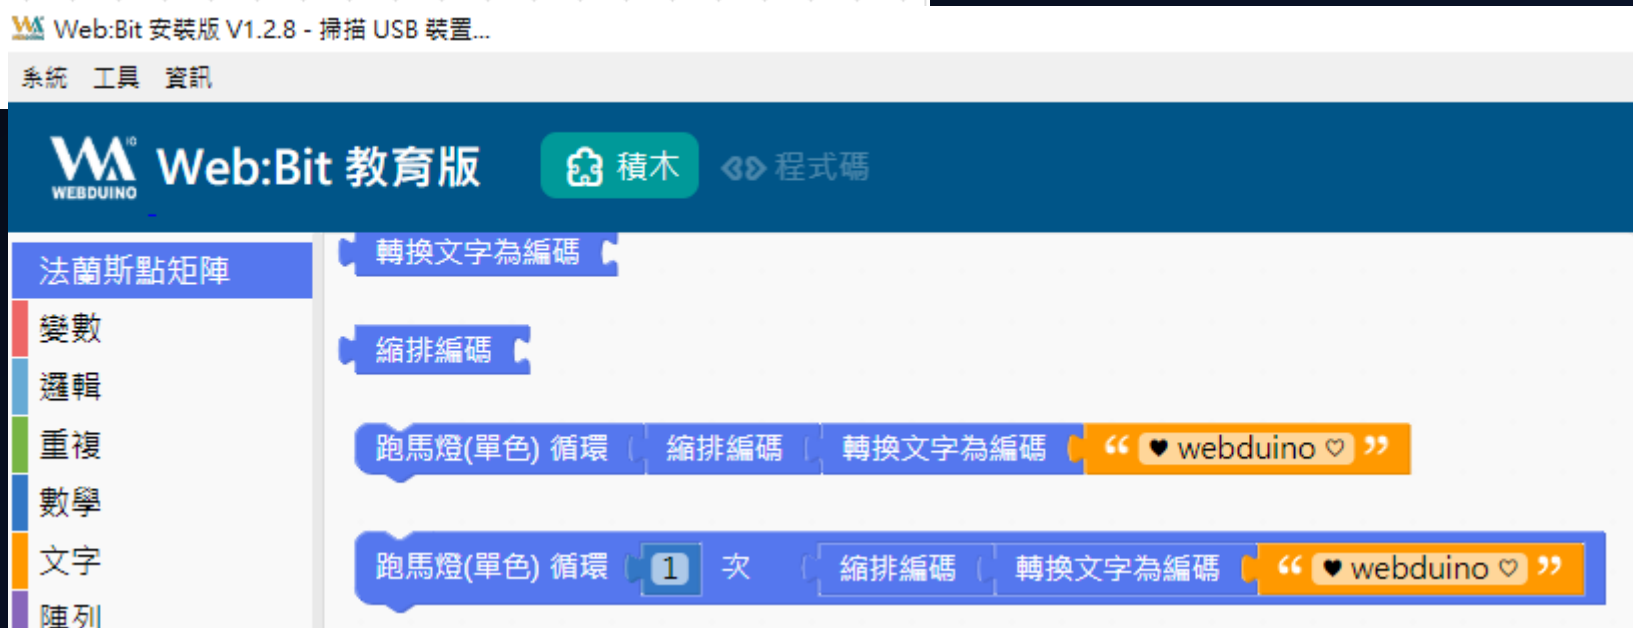 Web:Bit 安裝版 V1.2.8 - 掃描 USB 裝置...
系統 工具 資訊
WEBDUINO Web:Bit 教育版 積木 程式碼
法蘭斯點矩陣
變數
邏輯
重複
數學
文字
陣列
轉換文字為編碼
縮排編碼
跑馬燈(單色) 循環 縮排編碼 轉換文字為編碼 “ ♥ webduino ♡ ”
跑馬燈(單色) 循環 1 次 縮排編碼 轉換文字為編碼 “ ♥ webduino ♡ ”